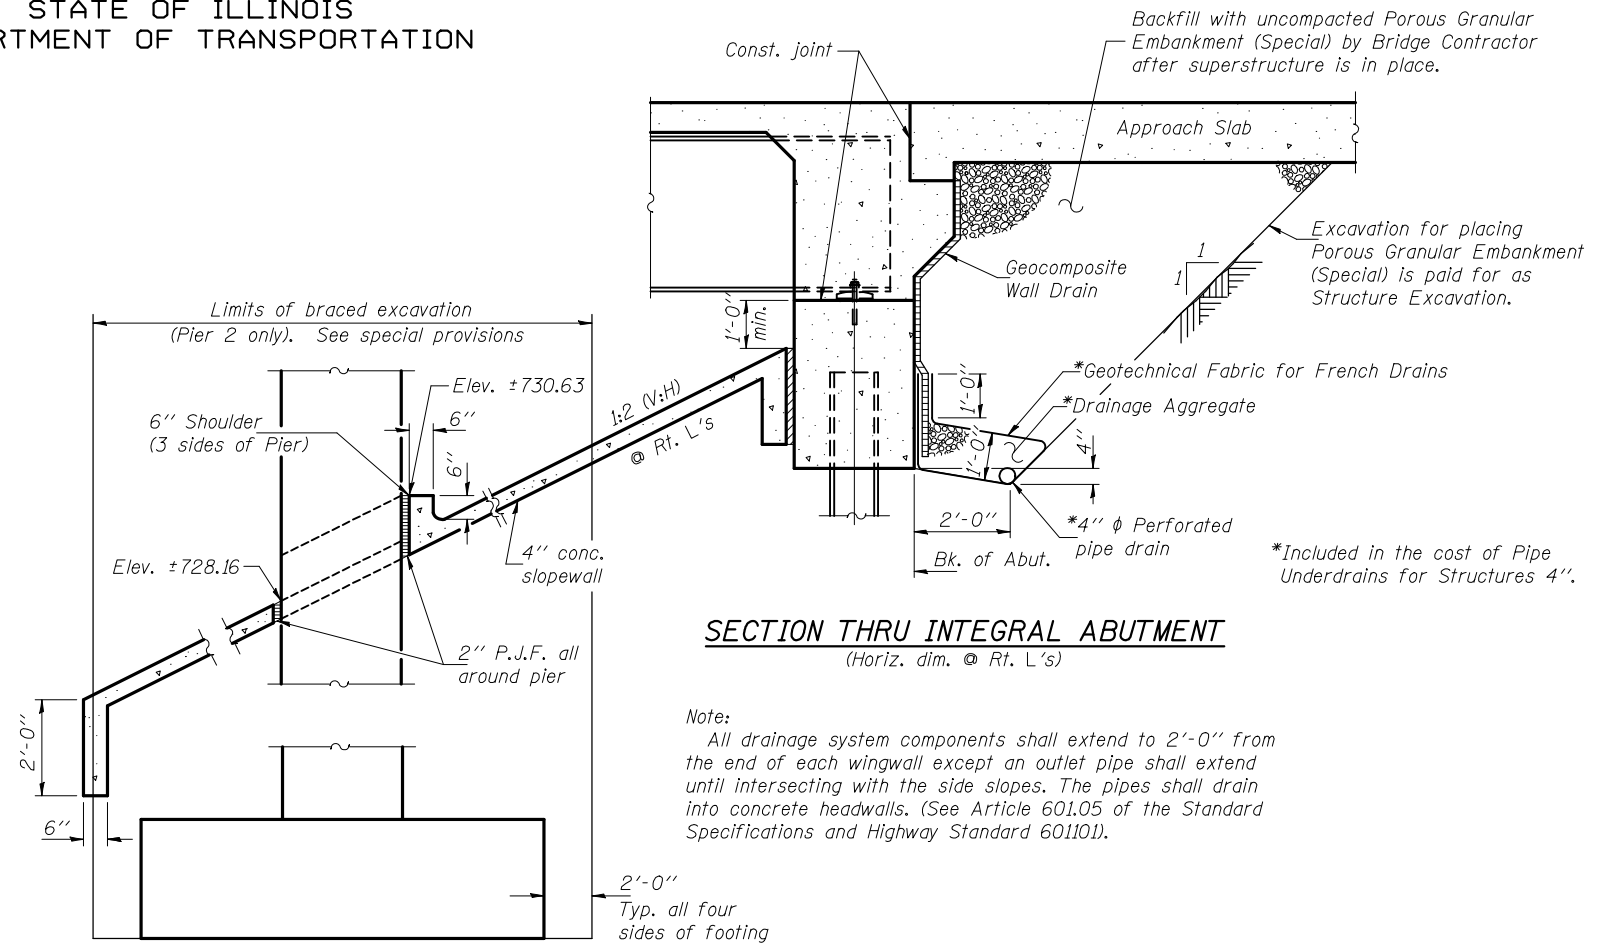 STATE OF ILLINOIS
RTMENT OF TRANSPORTATION
Const. joint
Backfill with uncompacted Porous Granular
Embankment (Special) by Bridge Contractor
after superstructure is in place.
Approach Slab
Geocomposite
Wall Drain
1
1
Excavation for placing
Porous Granular Embankment
(Special) is paid for as
Structure Excavation.
Limits of braced excavation
(Pier 2 only). See special provisions
1'-0"
min.
Elev. ±730.63
6" Shoulder
(3 sides of Pier)
6"
6"
1:2 (V:H)
@ Rt. L's
4" conc.
slopewall
Elev. ±728.16
2" P.J.F. all
around pier
2'-0"
6"
2'-0"
Typ. all four
sides of footing
*Geotechnical Fabric for French Drains
*Drainage Aggregate
1'-0"
1'-0"
4"
2'-0"
Bk. of Abut.
*4" ϕ Perforated
pipe drain
*Included in the cost of Pipe
Underdrains for Structures 4".
SECTION THRU INTEGRAL ABUTMENT
(Horiz. dim. @ Rt. L's)
Note:
All drainage system components shall extend to 2'-0" from
the end of each wingwall except an outlet pipe shall extend
until intersecting with the side slopes. The pipes shall drain
into concrete headwalls. (See Article 601.05 of the Standard
Specifications and Highway Standard 601101).